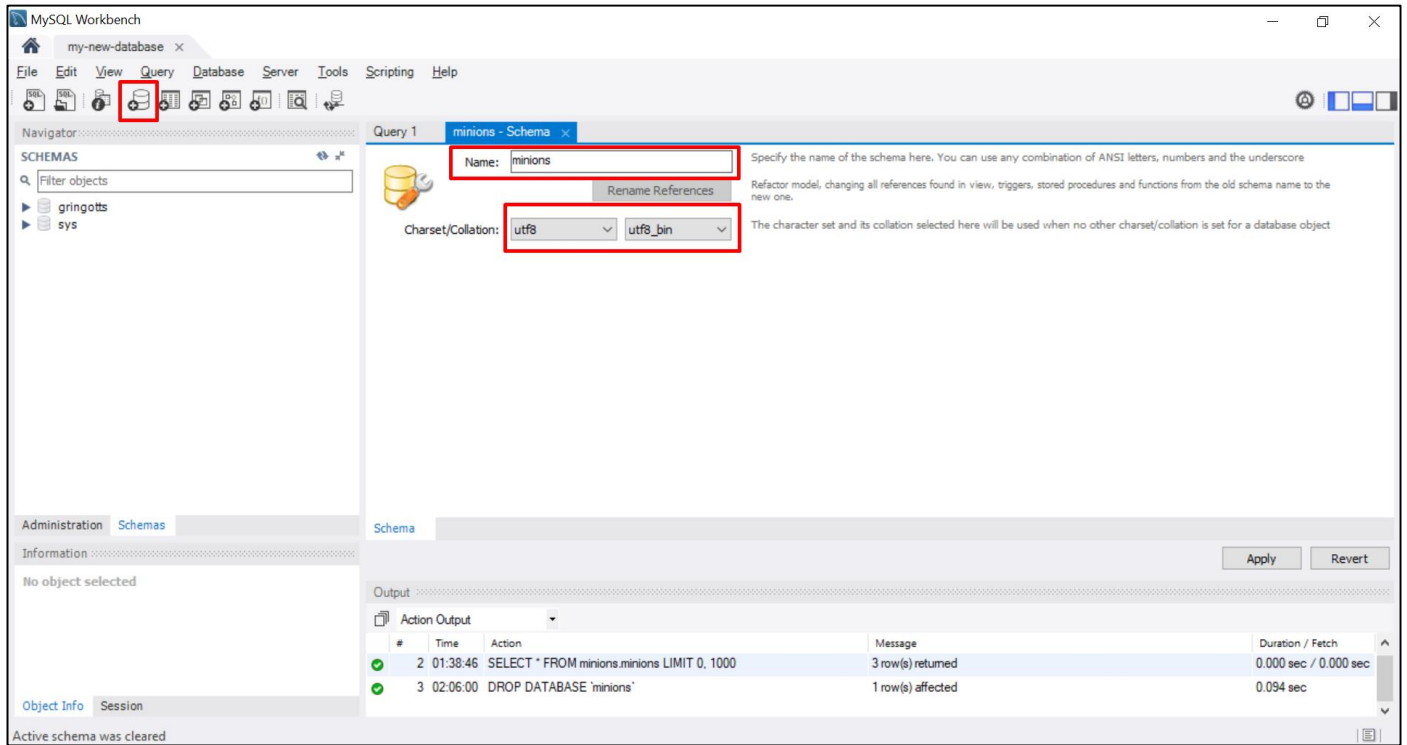 MySQL Workbench
my-new-database
File Edit View Query Database Server Tools Scripting Help
SQL SQL
Navigator
SCHEMAS
Filter objects
gringotts
sys
Administration Schemas
Information
No object selected
Object Info Session
Query 1 minions - Schema
Name: minions
Specify the name of the schema here. You can use any combination of ANSI letters, numbers and the underscore
Rename References
Refactor model, changing all references found in view, triggers, stored procedures and functions from the old schema name to the
new one.
Charset/Collation: utf8 utf8_bin
The character set and its collation selected here will be used when no other charset/collation is set for a database object
Schema
Apply Revert
Output
Action Output
# Time Action Message Duration / Fetch
2 01:38:46 SELECT * FROM minions.minions LIMIT 0, 1000 3 row(s) returned 0.000 sec / 0.000 sec
3 02:06:00 DROP DATABASE `minions` 1 row(s) affected 0.094 sec
Active schema was cleared